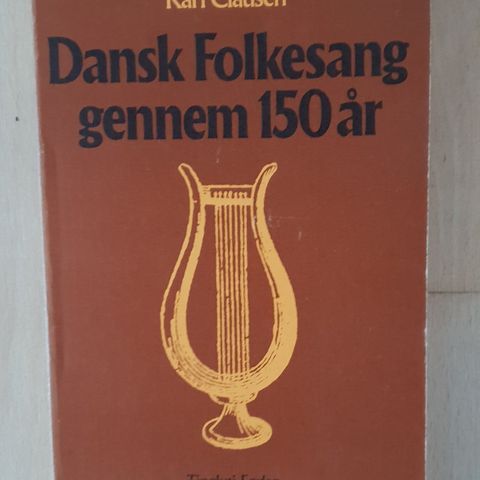 Karl Clausen
Dansk Folkesang
gennem 150 år